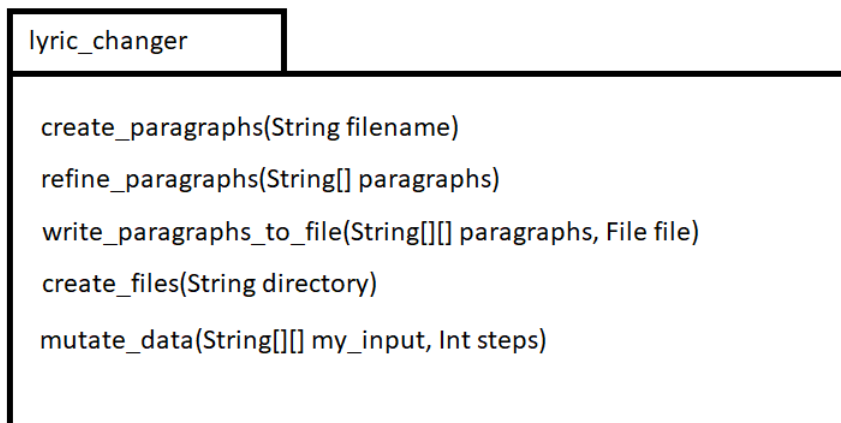 lyric_changer
create_paragraphs(String filename)
refine_paragraphs(String[] paragraphs)
write_paragraphs_to_file(String[][] paragraphs, File file)
create_files(String directory)
mutate_data(String[][] my_input, Int steps)